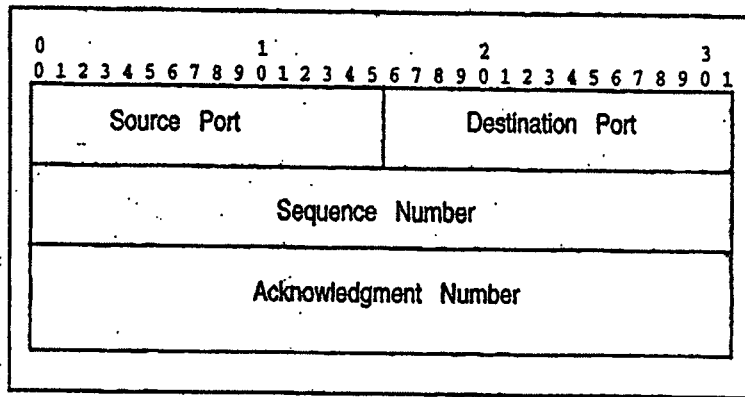 0 1 2 3
0 1 2 3 4 5 6 7 8 9 0 1 2 3 4 5 6 7 8 9 0 1 2 3 4 5 6 7 8 9 0 1
Source Port Destination Port
Sequence Number
Acknowledgment Number